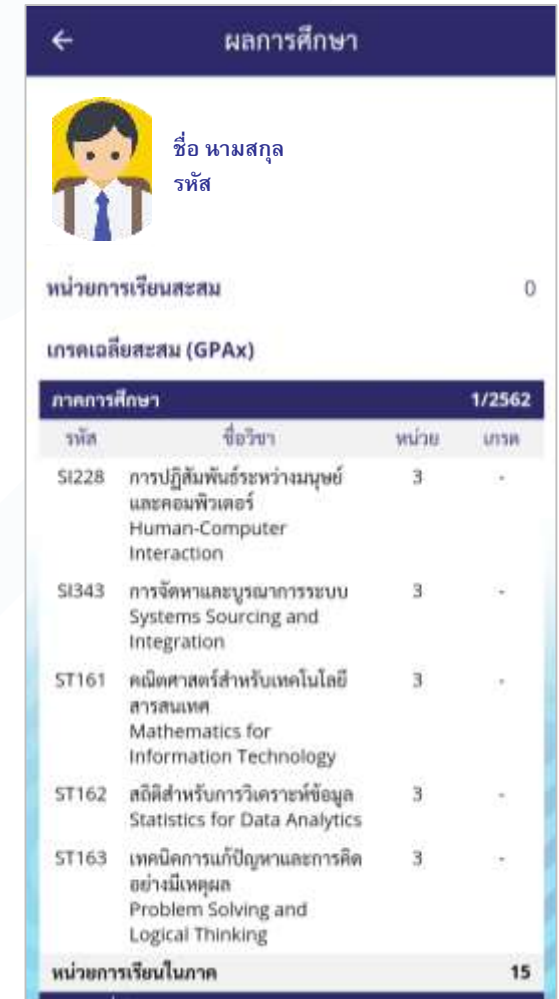 ผลการศึกษา
ชื่อ นามสกุล
รหัส
หน่วยการเรียนสะสม 0
เกรดเฉลี่ยสะสม (GPAx)
ภาคการศึกษา 1/2562
รหัส ชื่อวิชา หน่วย เกรด
SI228 การปฏิสัมพันธ์ระหว่างมนุษย์ 3 -
และคอมพิวเตอร์
Human-Computer
Interaction
SI343 การจัดหาและบูรณาการระบบ 3 -
Systems Sourcing and
Integration
ST161 คณิตศาสตร์สำหรับเทคโนโลยี 3 -
สารสนเทศ
Mathematics for
Information Technology
ST162 สถิติสำหรับการวิเคราะห์ข้อมูล 3 -
Statistics for Data Analytics
ST163 เทคนิคการแก้ปัญหาและการคิด 3 -
อย่างมีเหตุผล
Problem Solving and
Logical Thinking
หน่วยการเรียนในภาค 15